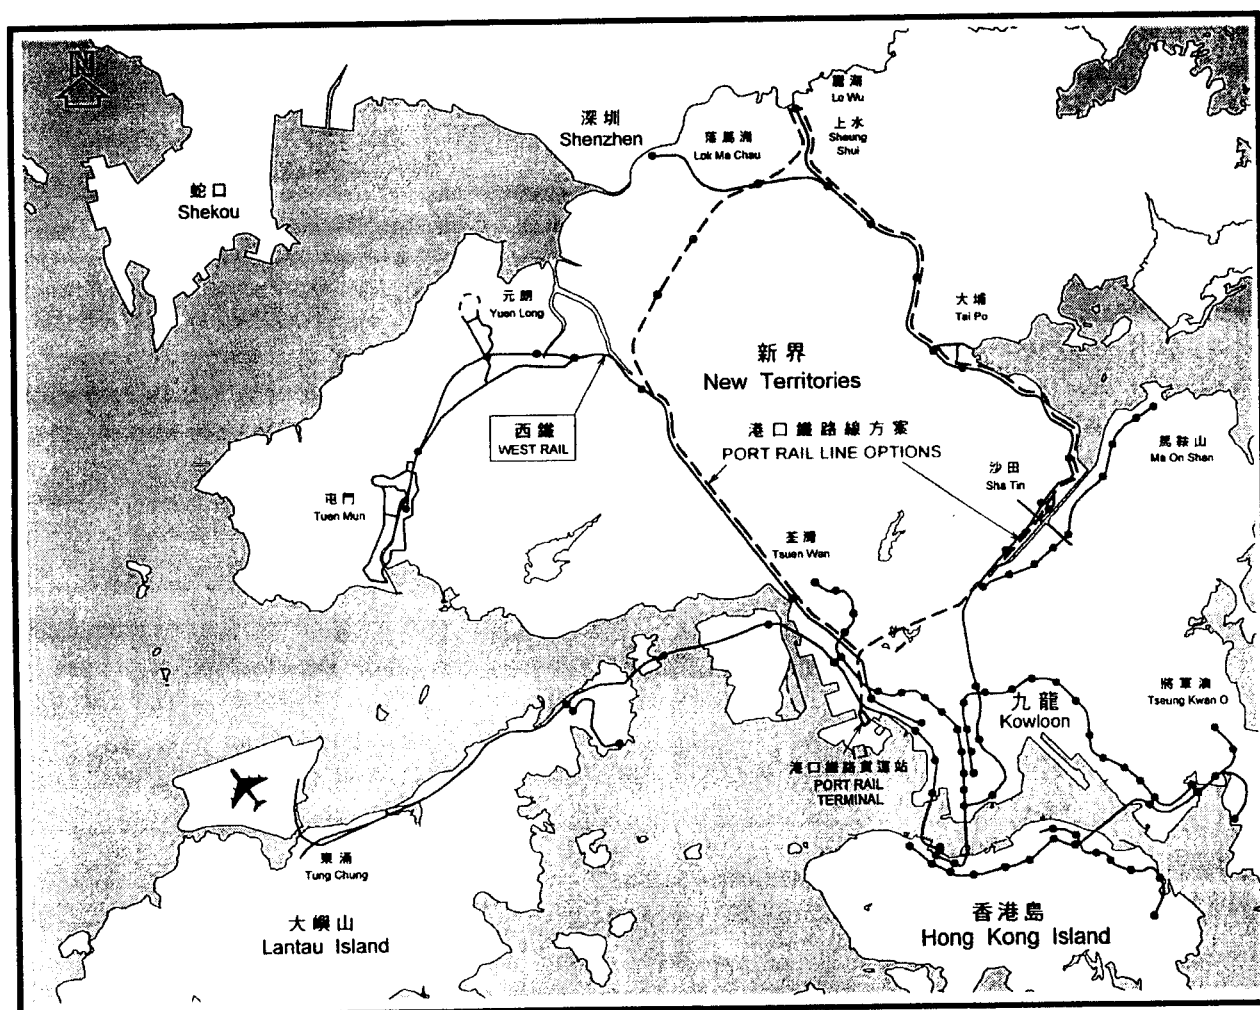 N
羅湖
Lo Wu
上水
Sheung
Shui
深圳
Shenzhen
落馬洲
Lok Ma Chau
蛇口
Shekou
元朗
Yuen Long
大埔
Tai Po
新界
New Territories
西鐵
WEST RAIL
港口鐵路線方案
PORT RAIL LINE OPTIONS
馬鞍山
Ma On Shan
沙田
Sha Tin
屯門
Tuen Mun
荃灣
Tsuen Wan
將軍澳
Tseung Kwan O
九龍
Kowloon
港口鐵路貨運站
PORT RAIL
TERMINAL
東涌
Tung Chung
大嶼山
Lantau Island
香港島
Hong Kong Island